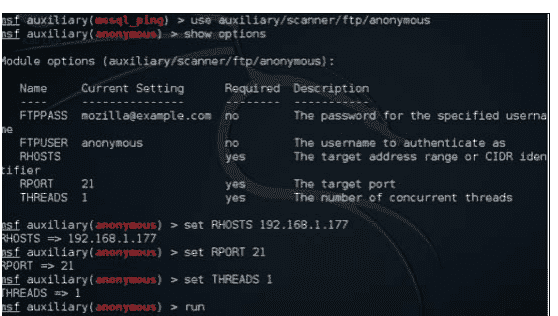 msf auxiliary(mssql_ping) > use auxiliary/scanner/ftp/anonymous
msf auxiliary(anonymous) > show options
Module options (auxiliary/scanner/ftp/anonymous):
Name Current Setting Required Description
---- --------------- -------- -----------
FTPPASS mozilla@example.com no The password for the specified userna
me
FTPUSER anonymous no The username to authenticate as
RHOSTS yes The target address range or CIDR iden
tifier
RPORT 21 yes The target port
THREADS 1 yes The number of concurrent threads
msf auxiliary(anonymous) > set RHOSTS 192.168.1.177
RHOSTS => 192.168.1.177
msf auxiliary(anonymous) > set RPORT 21
RPORT => 21
msf auxiliary(anonymous) > set THREADS 1
THREADS => 1
msf auxiliary(anonymous) > run